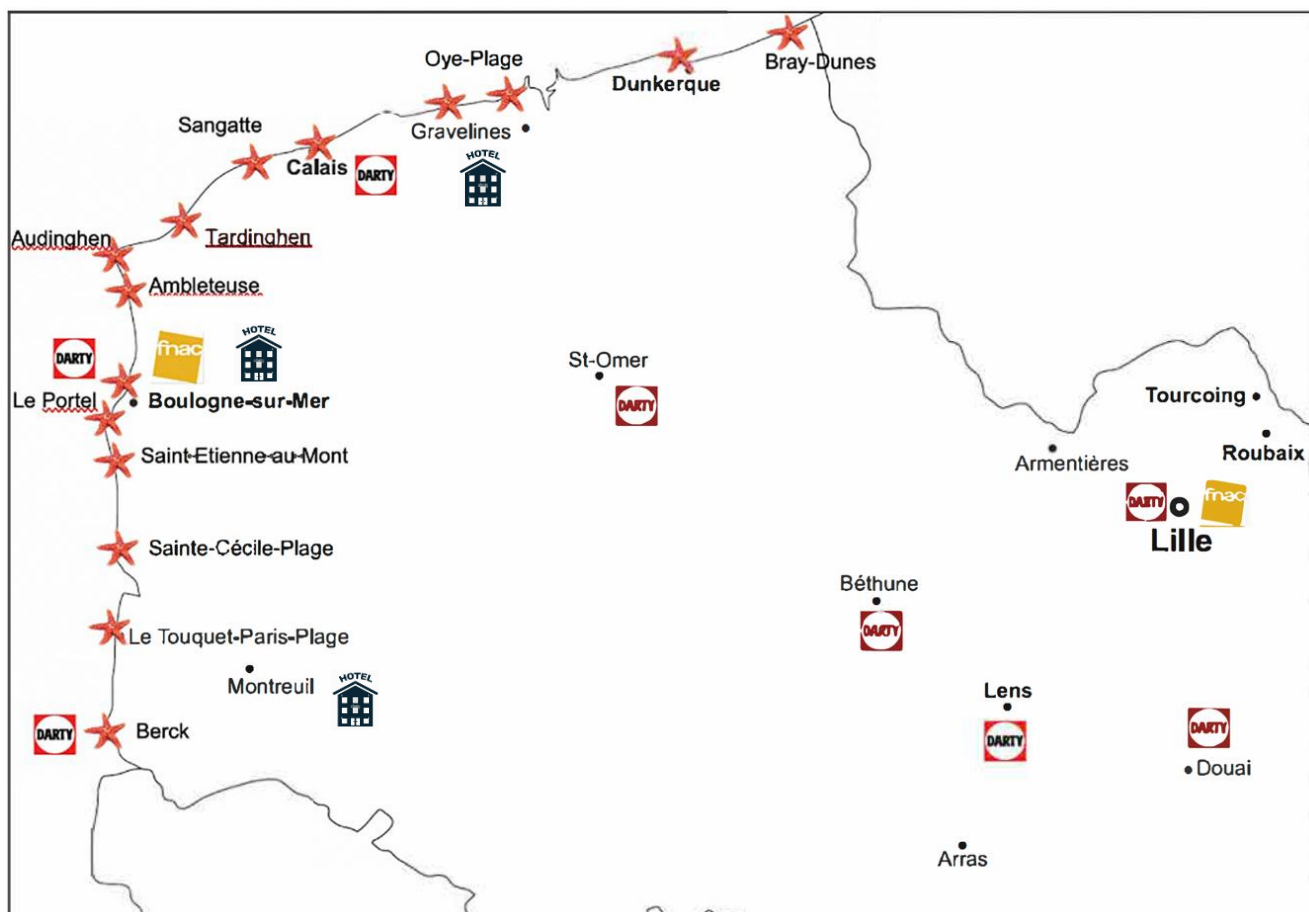 Bray-Dunes
Oye-Plage
Dunkerque
Sangatte
Gravelines
Calais
DARTY
HOTEL
Audinghen
Tardinghen
Ambleteuse
DARTY
fnac
HOTEL
St-Omer
DARTY
Le Portel
Boulogne-sur-Mer
Tourcoing
Roubaix
Saint-Etienne-au-Mont
Armentières
DARTY
fnac
Lille
Sainte-Cécile-Plage
Béthune
DARTY
Le Touquet-Paris-Plage
Montreuil
HOTEL
Lens
DARTY
DARTY
Berck
DARTY
Douai
Arras